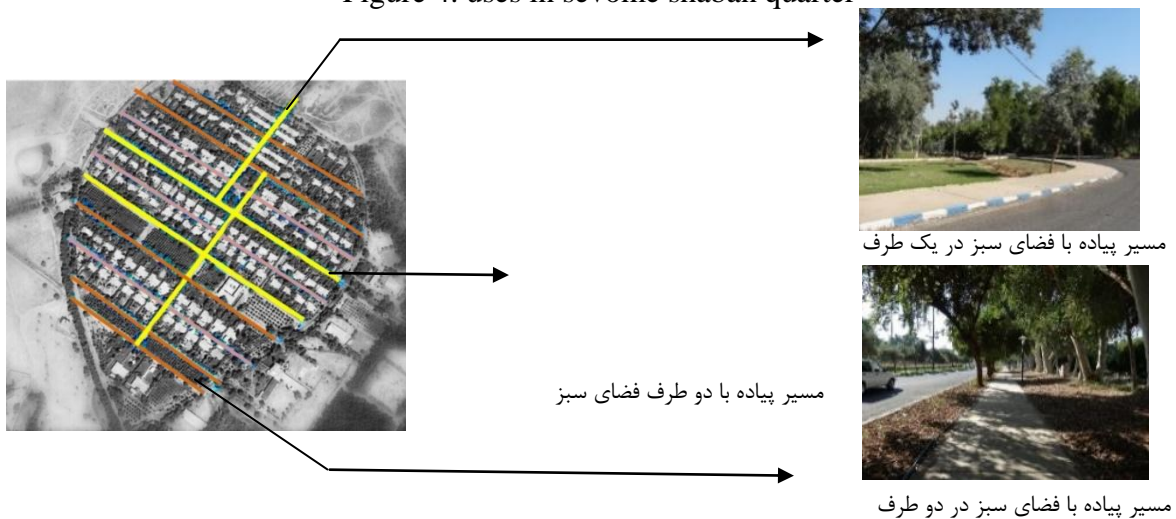 Figure 4: uses in sevome shaban quarter
مسیر پیاده با فضای سبز در یک طرف
مسیر پیاده با دو طرف فضای سبز
مسیر پیاده با فضای سبز در دو طرف